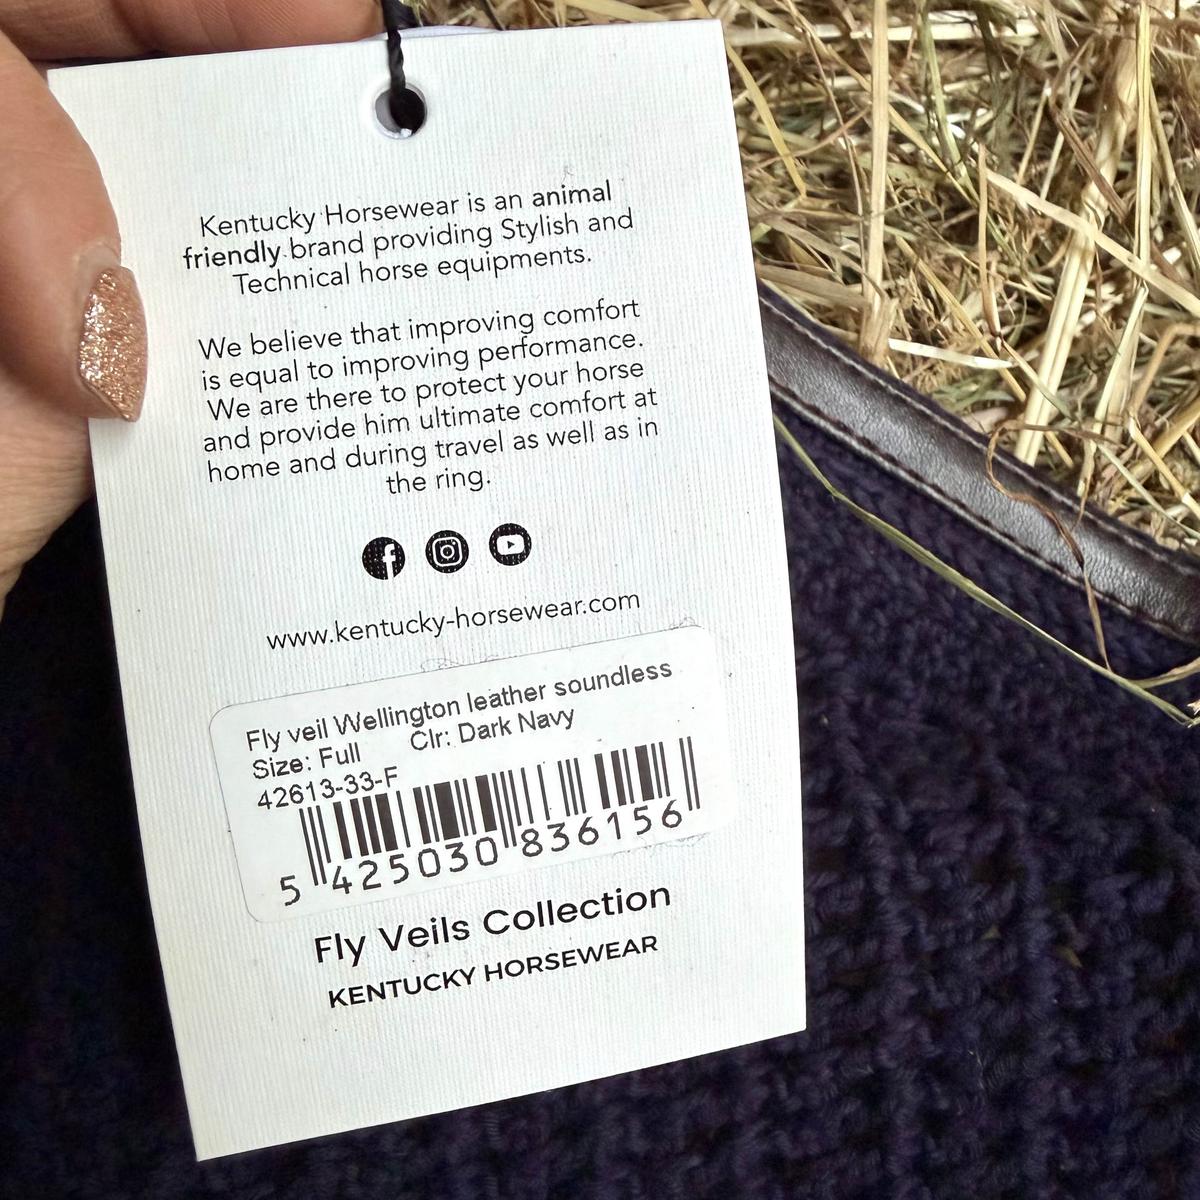 Kentucky Horsewear is an animal
friendly brand providing Stylish and
Technical horse equipments.
We believe that improving comfort
is equal to improving performance.
We are there to protect your horse
and provide him ultimate comfort at
home and during travel as well as in
the ring.
www.kentucky-horsewear.com
Fly veil Wellington leather soundless
Size: Full Clr: Dark Navy
42613-33-F
5 425030 836156
Fly Veils Collection
KENTUCKY HORSEWEAR